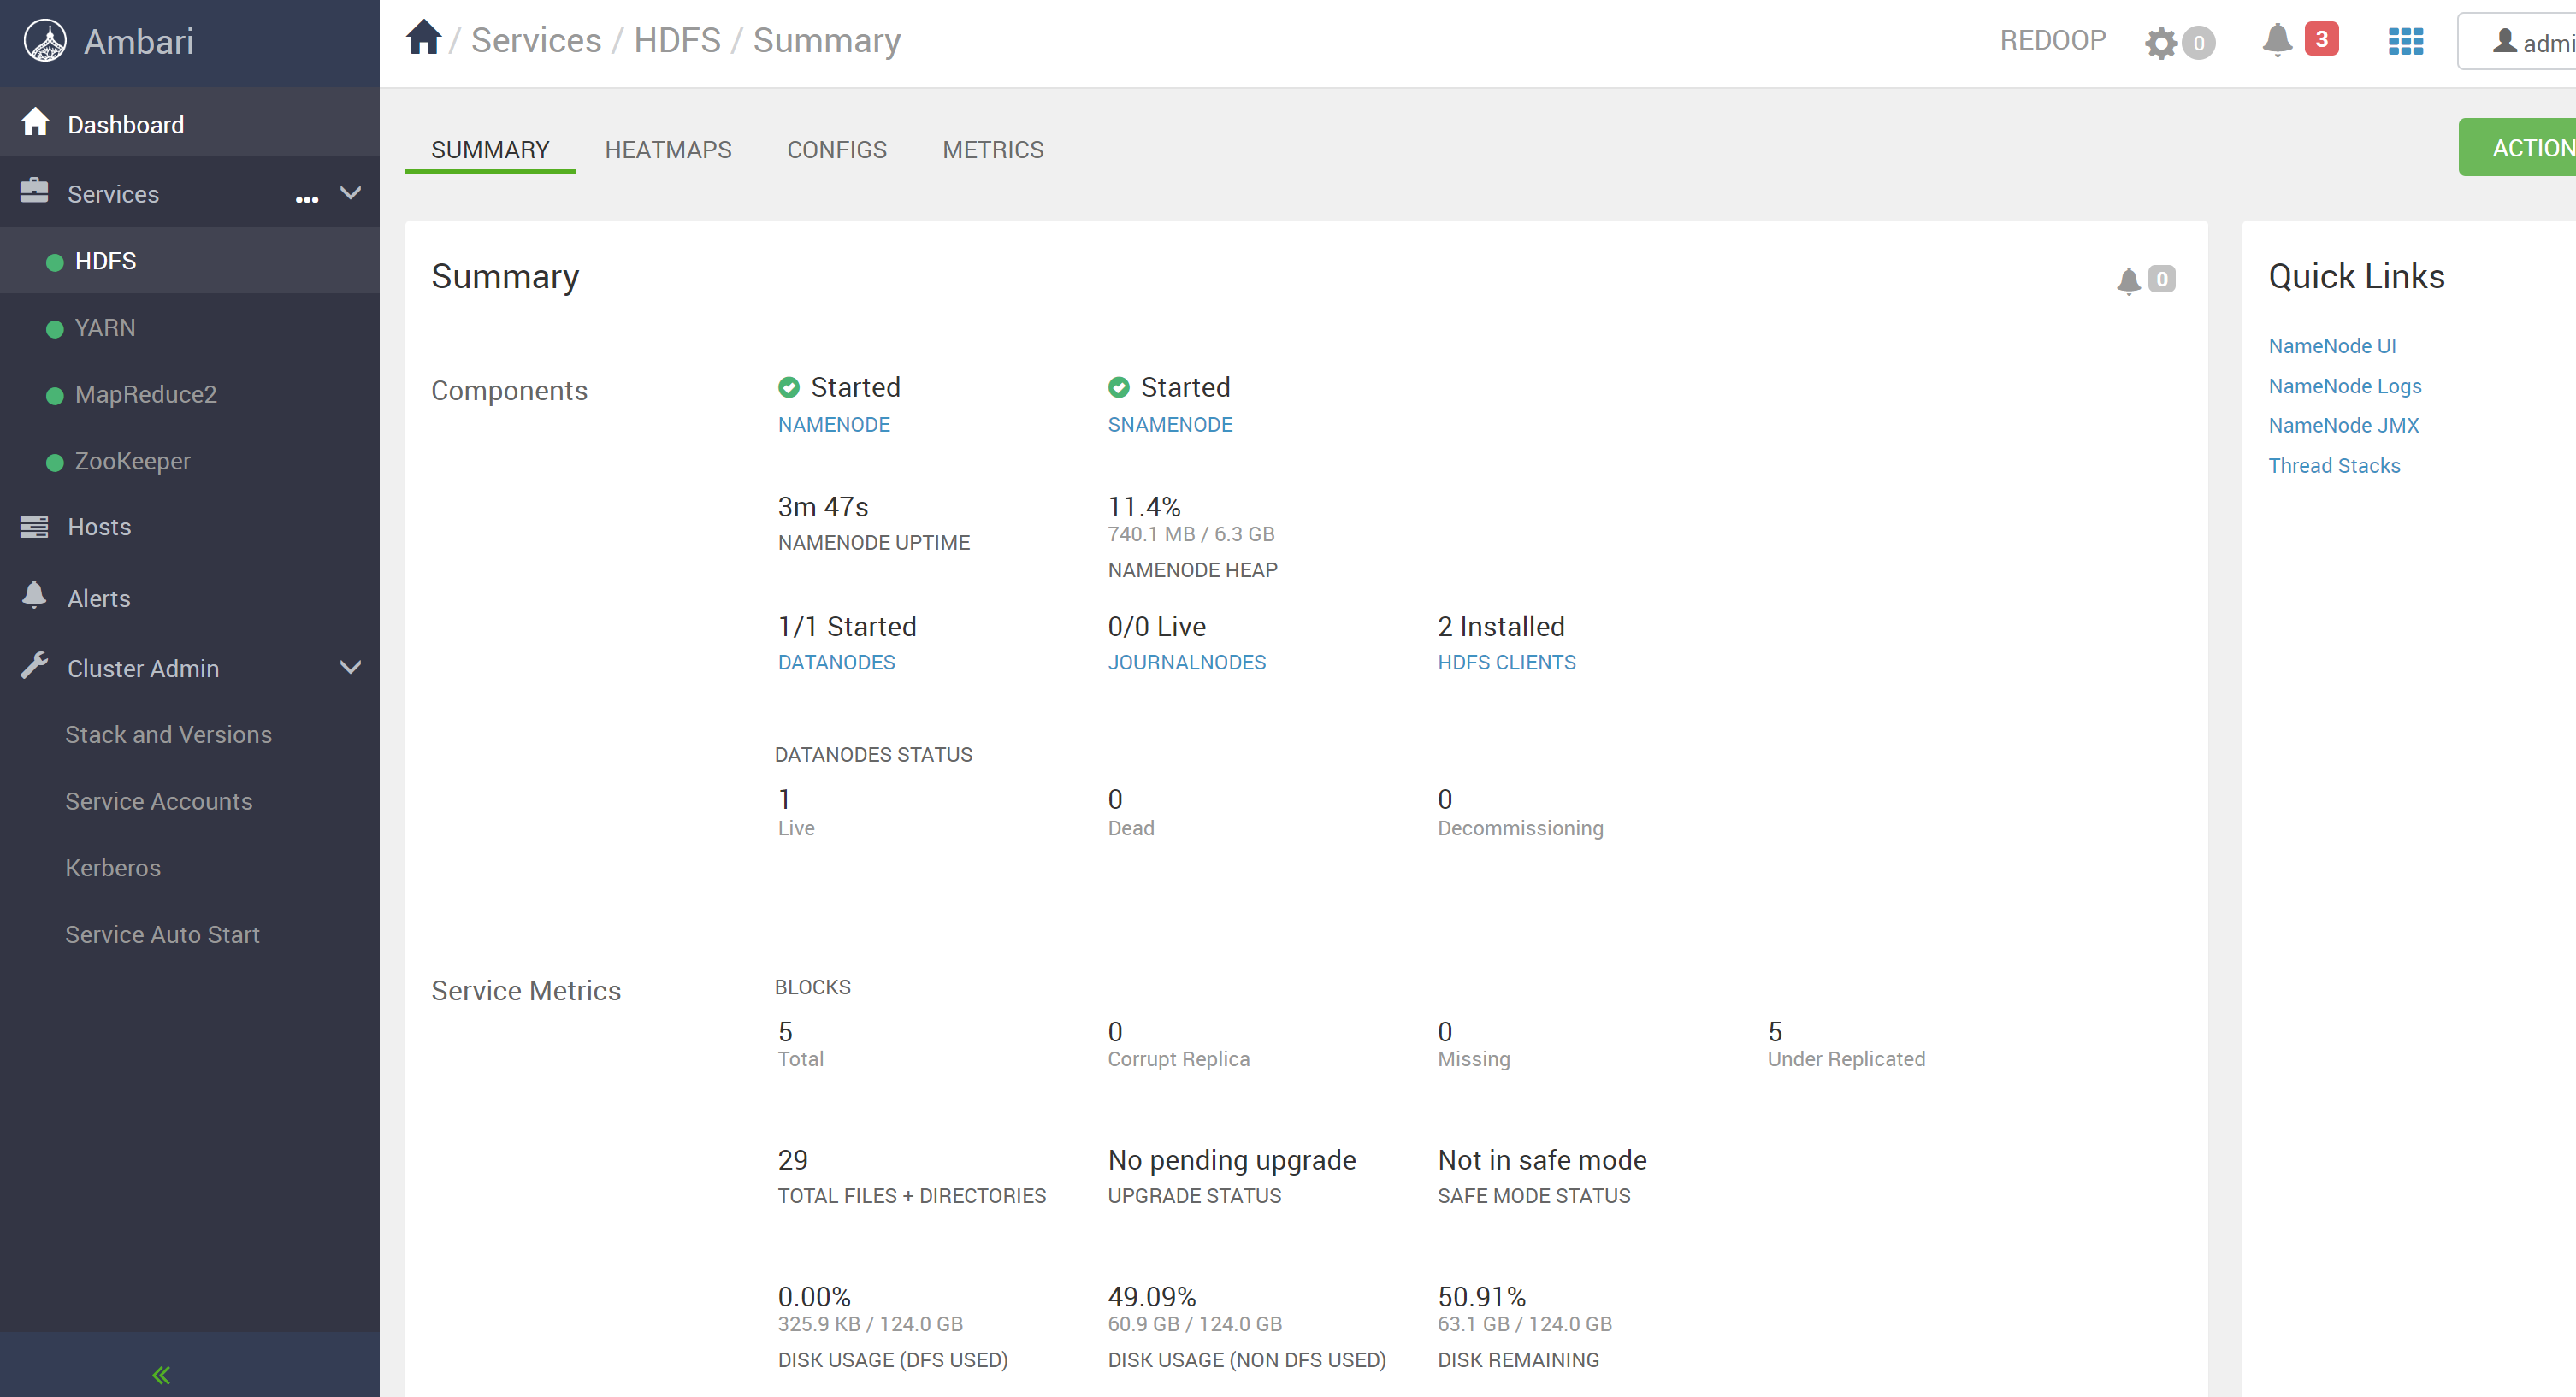 Ambari
/ Services / HDFS / Summary
REDOOP
0
3
admi
Dashboard
Services
HDFS
YARN
MapReduce2
ZooKeeper
Hosts
Alerts
Cluster Admin
Stack and Versions
Service Accounts
Kerberos
Service Auto Start
SUMMARY HEATMAPS CONFIGS METRICS
ACTION
Summary
0
Components
Started Started
NAMENODE SNAMENODE
3m 47s 11.4%
740.1 MB / 6.3 GB
NAMENODE UPTIME
NAMENODE HEAP
1/1 Started 0/0 Live 2 Installed
DATANODES JOURNALNODES HDFS CLIENTS
DATANODES STATUS
1 0 0
Live Dead Decommissioning
Service Metrics
BLOCKS
5 0 0 5
Total Corrupt Replica Missing Under Replicated
29 No pending upgrade Not in safe mode
TOTAL FILES + DIRECTORIES UPGRADE STATUS SAFE MODE STATUS
0.00% 49.09% 50.91%
325.9 KB / 124.0 GB 60.9 GB / 124.0 GB 63.1 GB / 124.0 GB
DISK USAGE (DFS USED) DISK USAGE (NON DFS USED) DISK REMAINING
Quick Links
NameNode UI
NameNode Logs
NameNode JMX
Thread Stacks